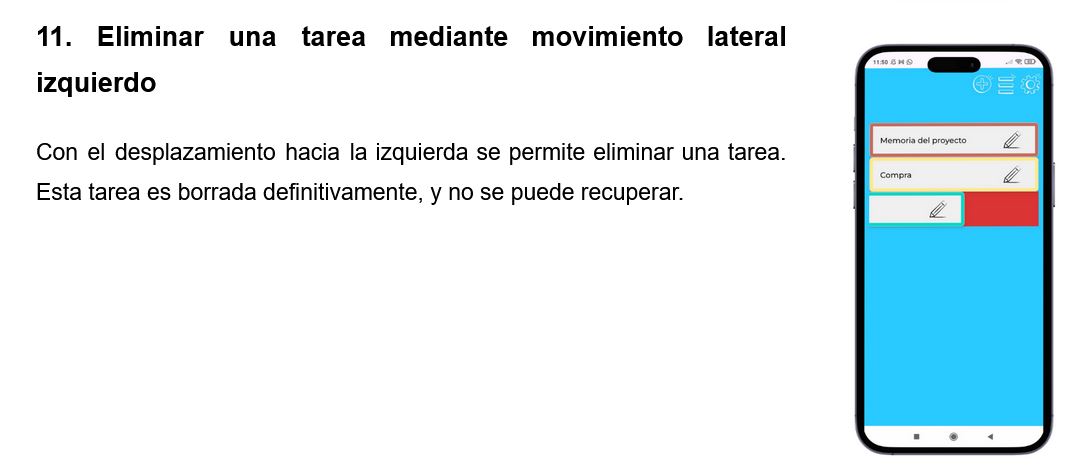 11. Eliminar una tarea mediante movimiento lateral
izquierdo
Con el desplazamiento hacia la izquierda se permite eliminar una tarea.
Esta tarea es borrada definitivamente, y no se puede recuperar.
11:50
Memoria del proyecto
Compra